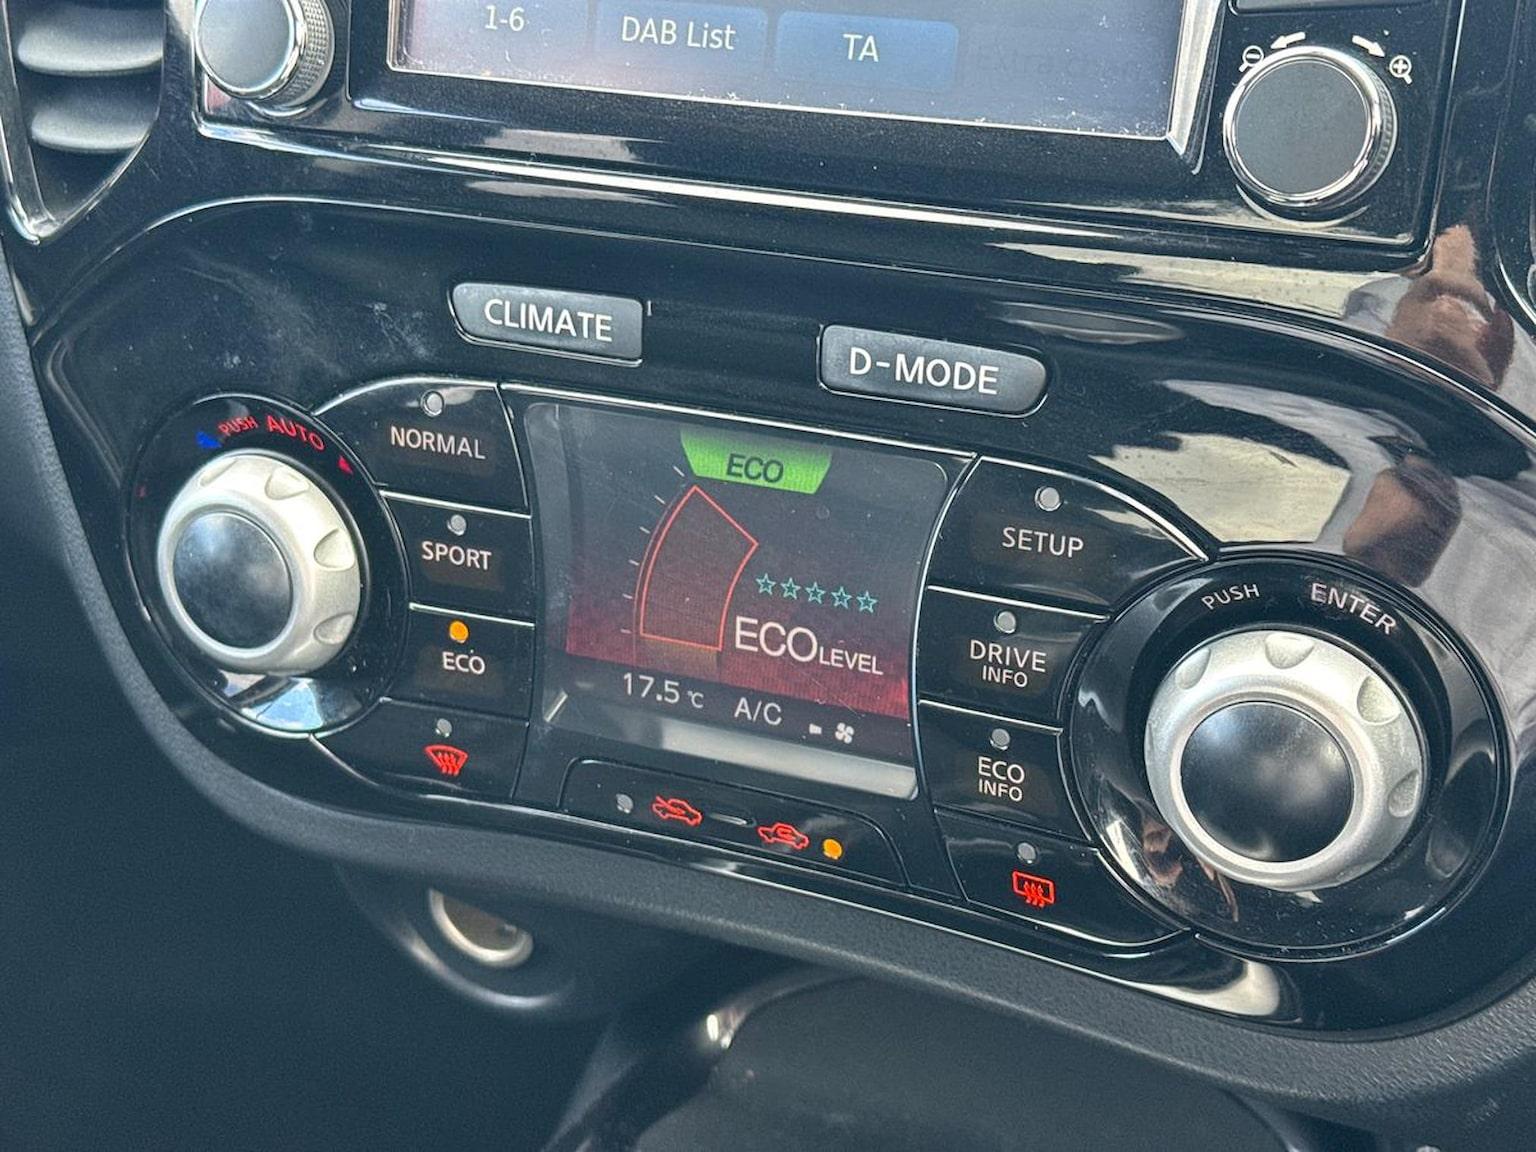 1-6
DAB List
TA
CLIMATE
D-MODE
PUSH AUTO
NORMAL
SPORT
ECO
ECO
ECO LEVEL
17.5 °C A/C
SETUP
DRIVE
INFO
ECO
INFO
PUSH ENTER